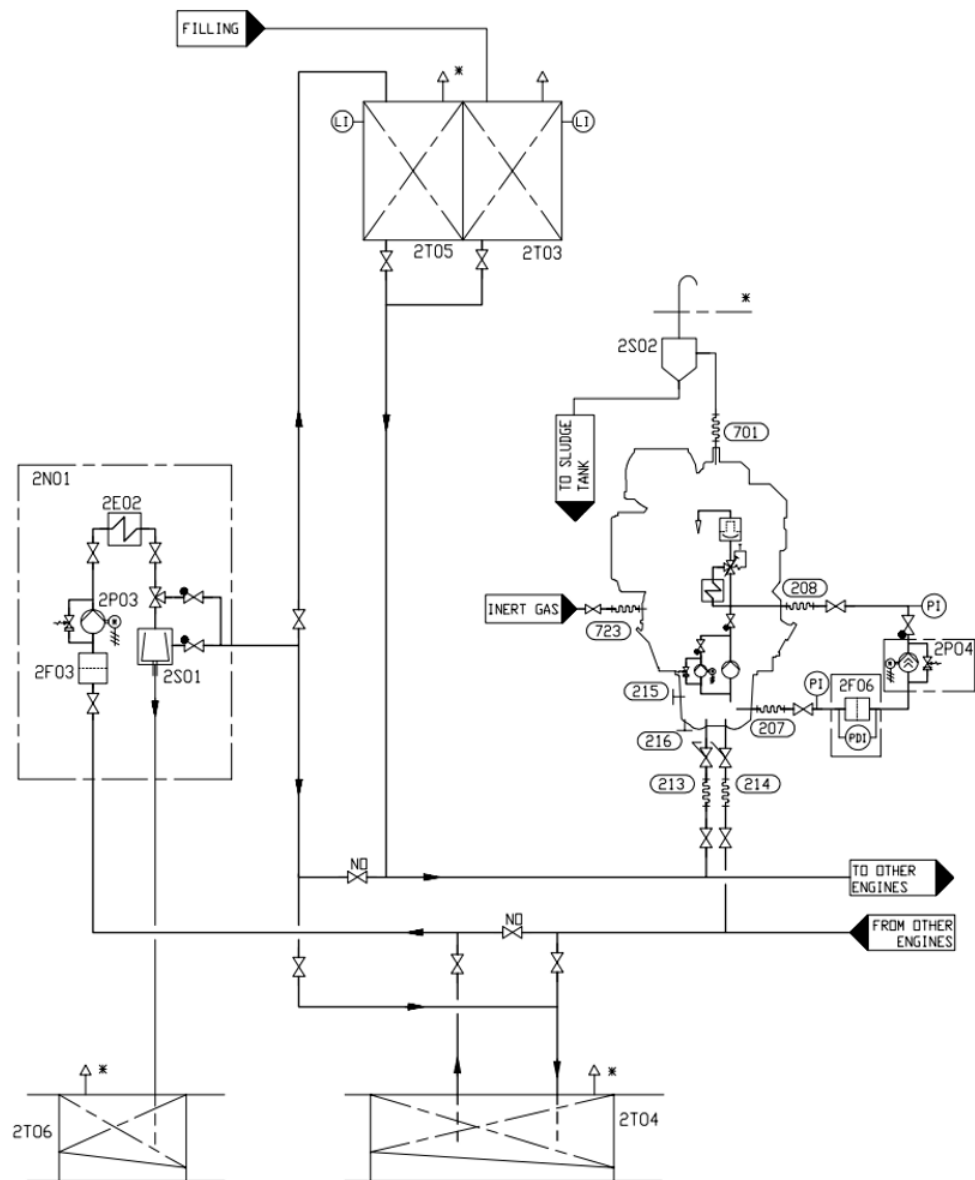 FILLING
*
LI
LI
2T05
2T03
*
2S02
701
TO SLUDGE
TANK
2N01
2E02
208
INERT GAS
PI
2P03
M
723
2P04
M
2F03
2S01
PI
2F06
215
207
PDI
216
213
214
NO
TO OTHER
ENGINES
NO
FROM OTHER
ENGINES
*
*
2T06
2T04